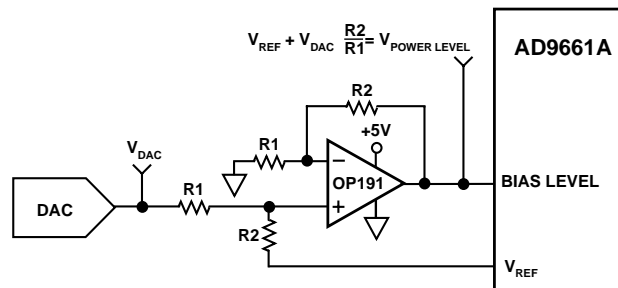 V_REF + V_DAC R2/R1 = V_POWER LEVEL
AD9661A
R2
+5V
R1
V_DAC
−
OP191
BIAS LEVEL
DAC
R1
+
R2
V_REF